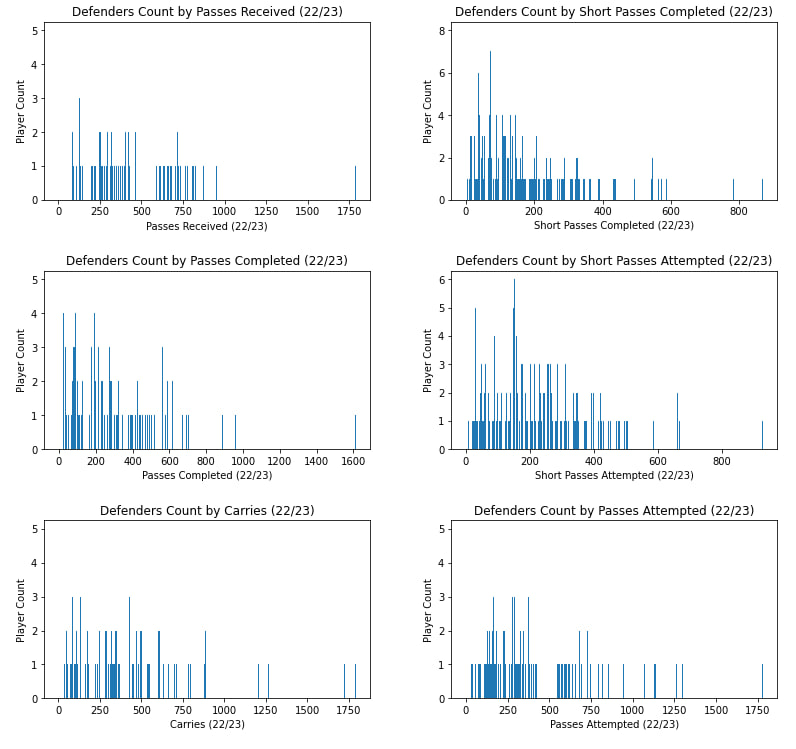 Defenders Count by Passes Received (22/23)
5
4
3
2
1
0
Player Count
0 250 500 750 1000 1250 1500 1750
Passes Received (22/23)
Defenders Count by Short Passes Completed (22/23)
8
6
4
2
0
Player Count
0 200 400 600 800
Short Passes Completed (22/23)
Defenders Count by Passes Completed (22/23)
5
4
3
2
1
0
Player Count
0 200 400 600 800 1000 1200 1400 1600
Passes Completed (22/23)
Defenders Count by Short Passes Attempted (22/23)
6
5
4
3
2
1
0
Player Count
0 200 400 600 800
Short Passes Attempted (22/23)
Defenders Count by Carries (22/23)
5
4
3
2
1
0
Player Count
0 250 500 750 1000 1250 1500 1750
Carries (22/23)
Defenders Count by Passes Attempted (22/23)
5
4
3
2
1
0
Player Count
0 250 500 750 1000 1250 1500 1750
Passes Attempted (22/23)